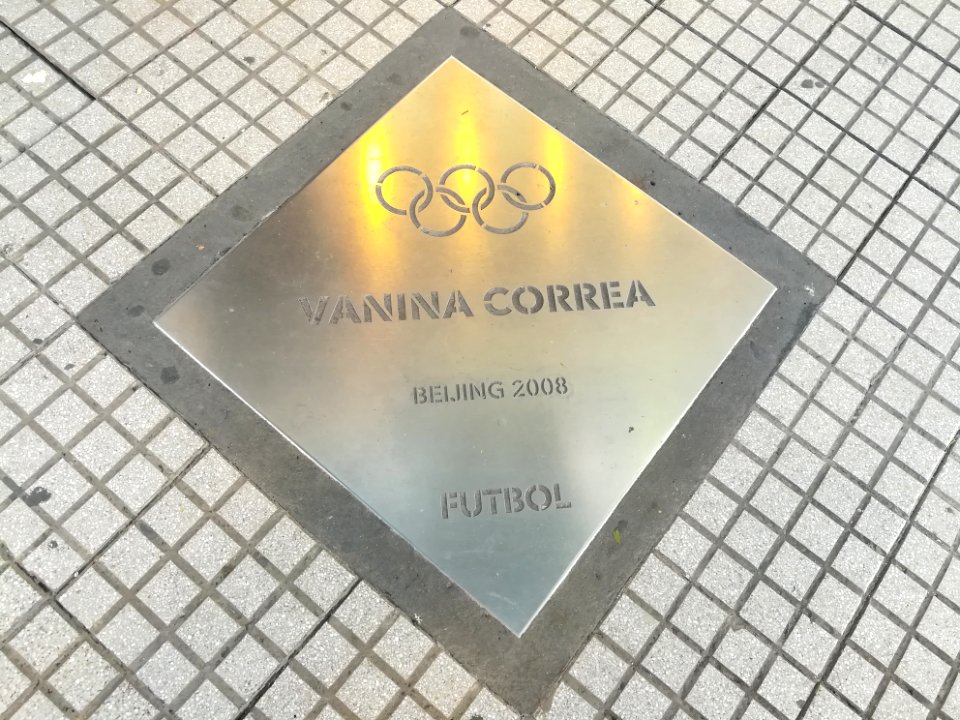 VANINA CORREA
BEIJING 2008
FUTBOL